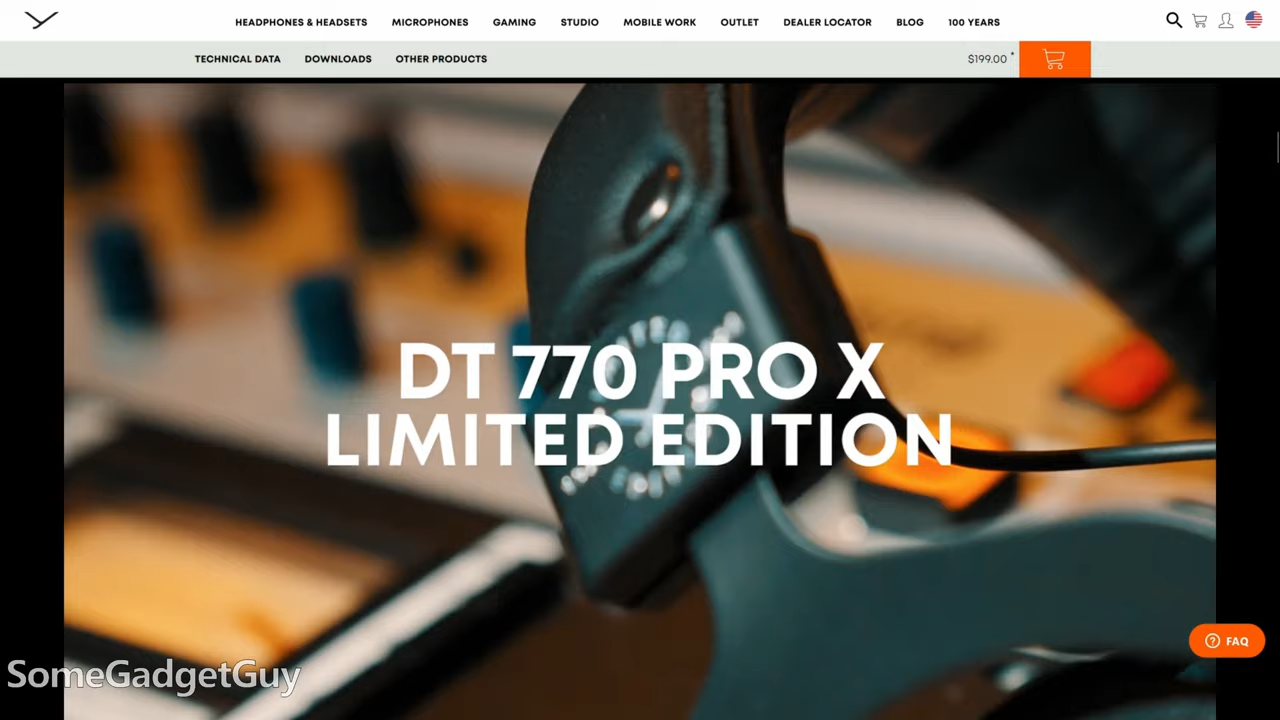 HEADPHONES & HEADSETS MICROPHONES GAMING STUDIO MOBILE WORK OUTLET DEALER LOCATOR BLOG 100 YEARS
TECHNICAL DATA DOWNLOADS OTHER PRODUCTS $199.00 *
DT 770 PRO X
LIMITED EDITION
FAQ
SomeGadgetGuy